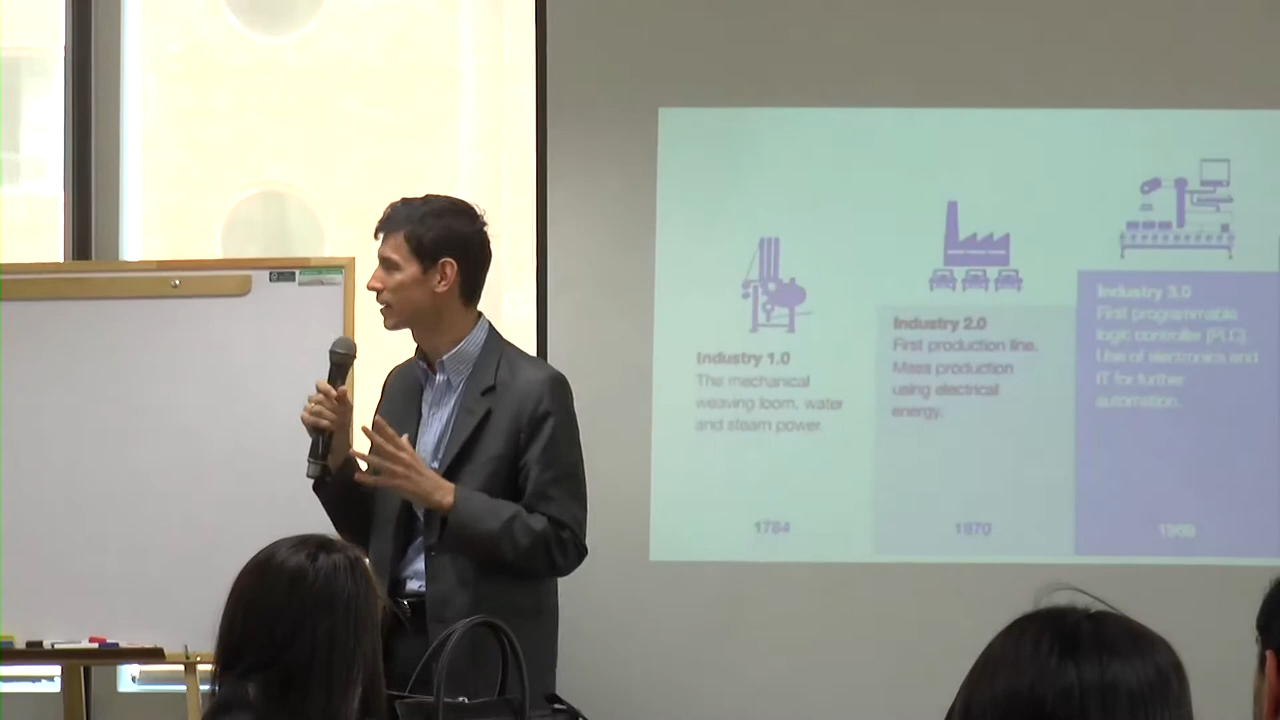 Industry 1.0
The mechanical
weaving loom, water
and steam power.
1784
Industry 2.0
First production line.
Mass production
using electrical
energy.
1870
Industry 3.0
First programmable
logic controller (PLC)
Use of electronics and
IT for further
automation.
1969